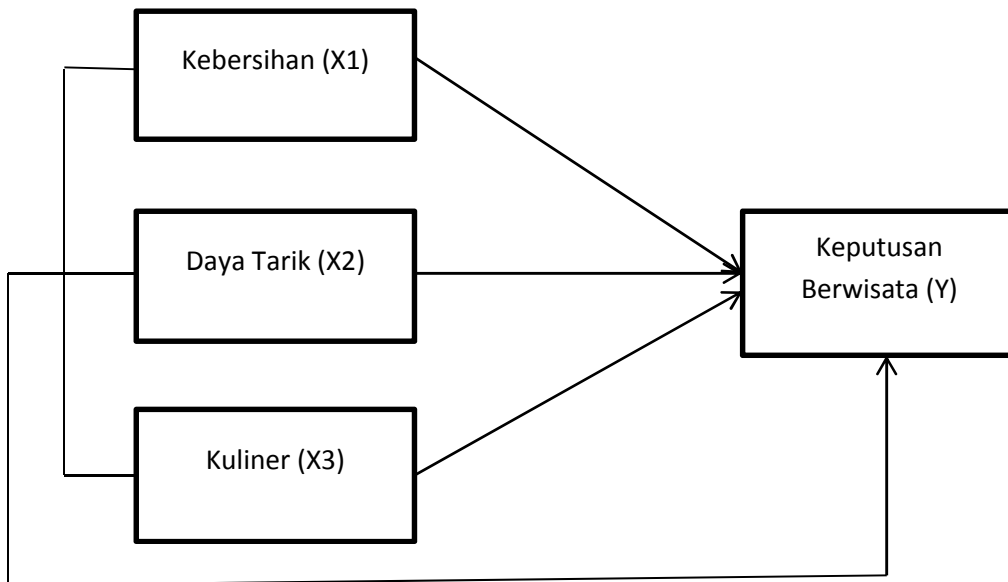 Kebersihan (X1)
Daya Tarik (X2)
Keputusan
Berwisata (Y)
Kuliner (X3)